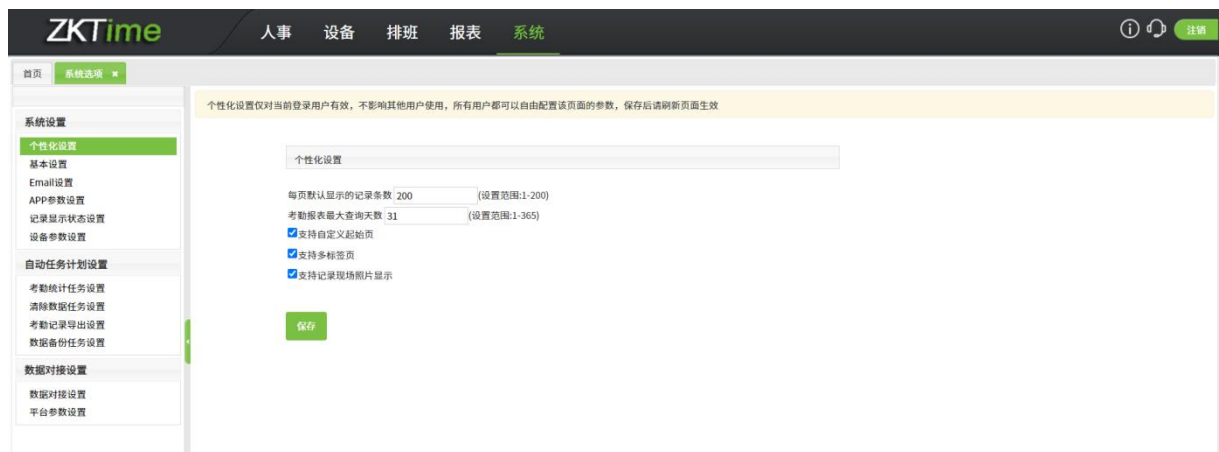 ZKTime
人事 设备 排班 报表 系统
注销
首页 系统选项 ×
系统设置
个性化设置
基本设置
Email设置
APP参数设置
记录显示状态设置
设备参数设置
自动任务计划设置
考勤统计任务设置
清除数据任务设置
考勤记录导出设置
数据备份任务设置
数据对接设置
数据对接设置
平台参数设置
个性化设置仅对当前登录用户有效，不影响其他用户使用，所有用户都可以自由配置该页面的参数，保存后请刷新页面生效
个性化设置
每页默认显示的记录条数 200 (设置范围:1-200)
考勤报表最大查询天数 31 (设置范围:1-365)
支持自定义起始页
支持多标签页
支持记录现场照片显示
保存